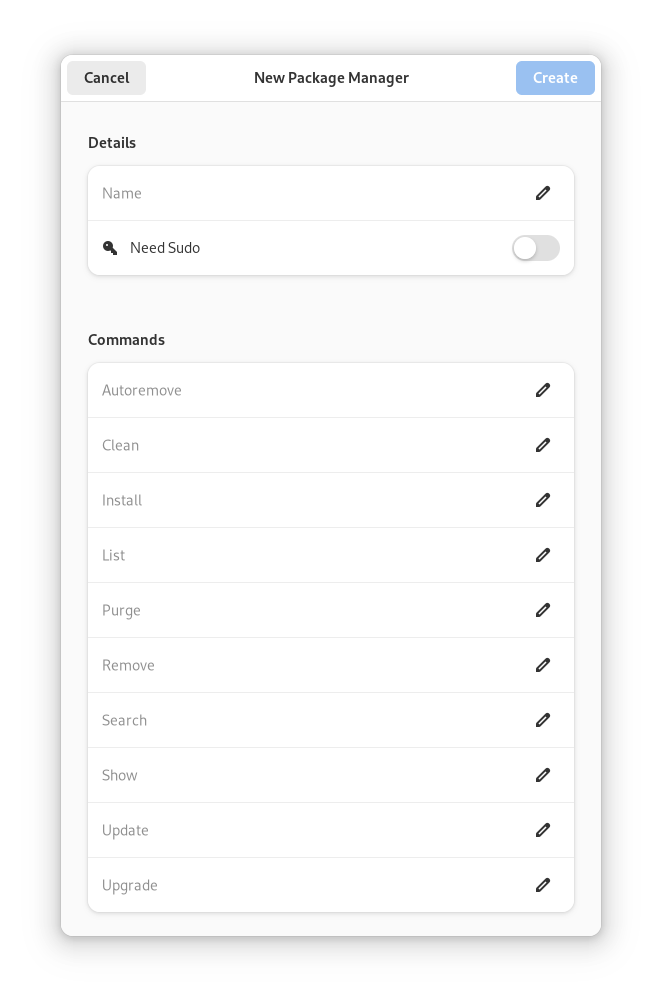 Cancel
New Package Manager
Create
Details
Name
Need Sudo
Commands
Autoremove
Clean
Install
List
Purge
Remove
Search
Show
Update
Upgrade